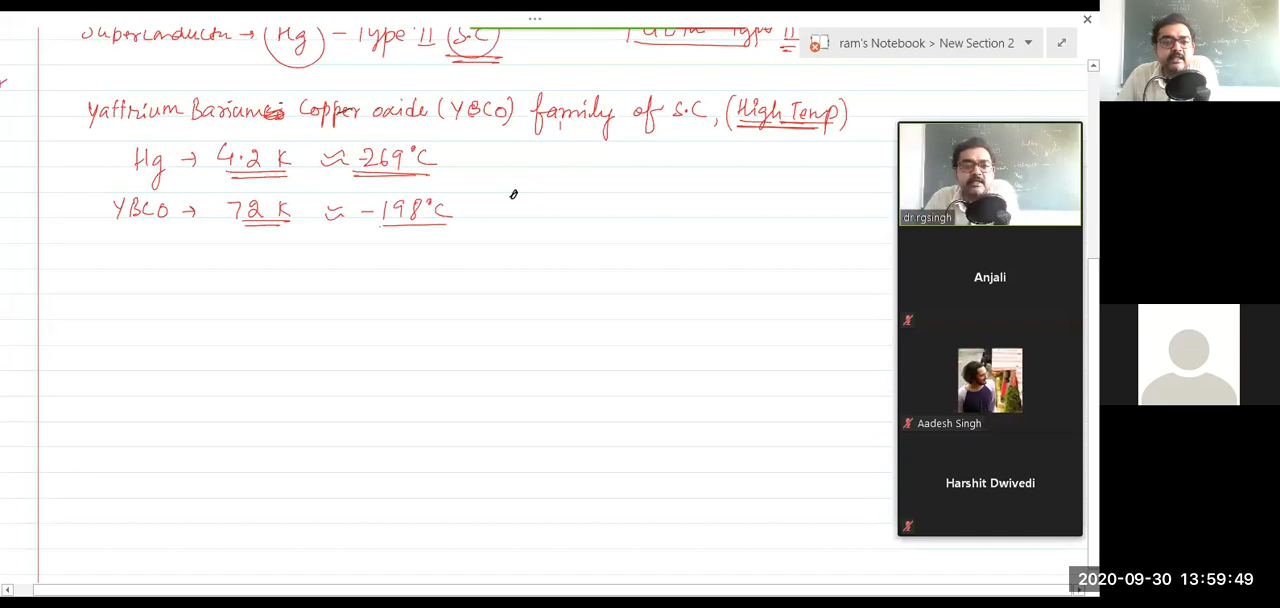 ...
Superconductor → (Hg) - Type II (S.C)
Type II
ram's Notebook > New Section 2
Yattrium Barium Copper oxide (YBCO) family of S.C, (High Temp)
Hg → 4.2 K ≈ -269°C
YBCO → 72 K ≈ -198°C
dr.rgsingh
Anjali
Aadesh Singh
Harshit Dwivedi
2020-09-30 13:59:49